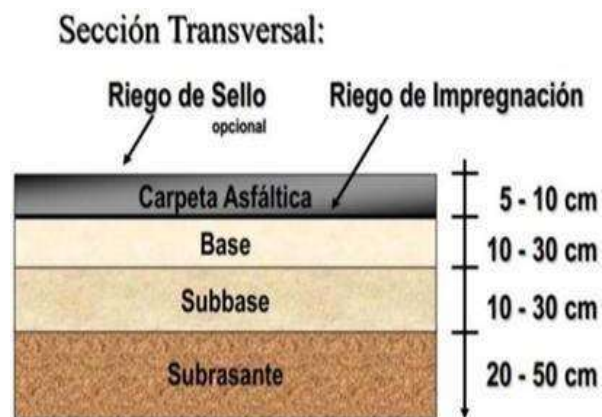 Sección Transversal:
Riego de Sello
opcional
Riego de Impregnación
Carpeta Asfáltica
5 - 10 cm
Base
10 - 30 cm
Subbase
10 - 30 cm
Subrasante
20 - 50 cm